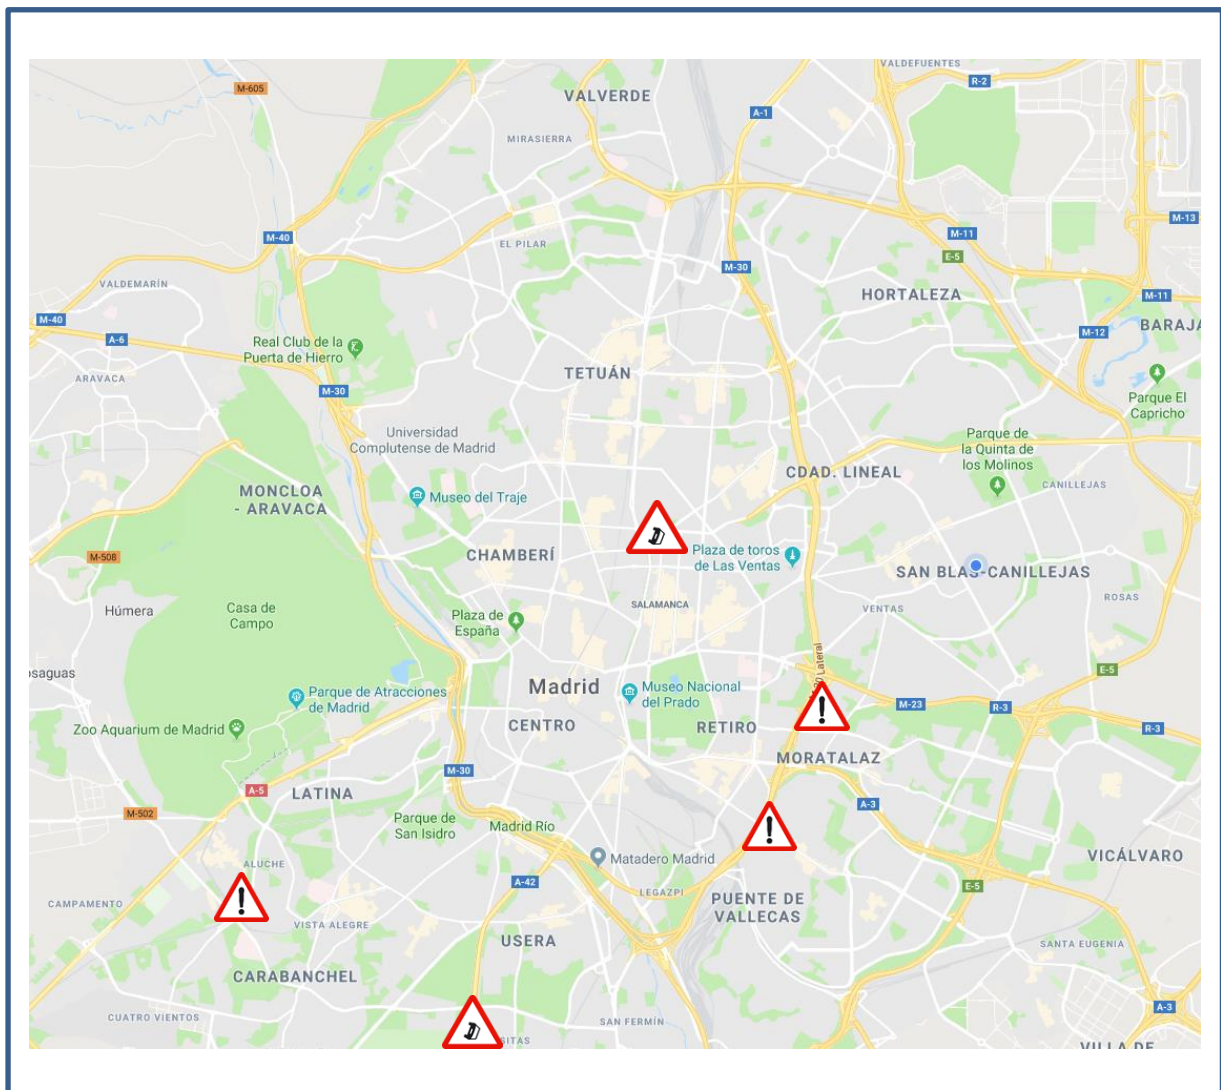 VALDEFUENTES
M-605
R-2
VALVERDE
A-1
MIRASIERRA
M-13
M-40
M-11
EL PILAR
E-5
M-30
VALDEMARÍN
HORTALEZA
M-11
M-40
M-12
BARAJA
A-6
Real Club de la
Puerta de Hierro
TETUÁN
ARAVACA
M-30
Parque El
Capricho
Universidad
Complutense de Madrid
Parque de
la Quinta de
los Molinos
CDAD. LINEAL
CANILLEJAS
MONCLOA
- ARAVACA
Museo del Traje
M-508
CHAMBERÍ
Plaza de toros
de Las Ventas
SAN BLAS-CANILLEJAS
Húmera
Casa de
Campo
SALAMANCA
VENTAS
ROSAS
Plaza de
España
osaguas
30 Lateral
E-5
Parque de Atracciones
de Madrid
Madrid
Museo Nacional
del Prado
M-23
R-3
Zoo Aquarium de Madrid
CENTRO
RETIRO
R-3
MORATALAZ
M-30
A-5
LATINA
M-502
A-3
Parque de
San Isidro
Madrid Río
Matadero Madrid
VICÁLVARO
ALUCHE
A-42
LEGAZPI
E-5
CAMPAMENTO
PUENTE DE
VALLECAS
VISTA ALEGRE
USERA
SANTA EUGENIA
CARABANCHEL
A-3
CUATRO VIENTOS
SAN FERMÍN
SITAS
VILLA DE